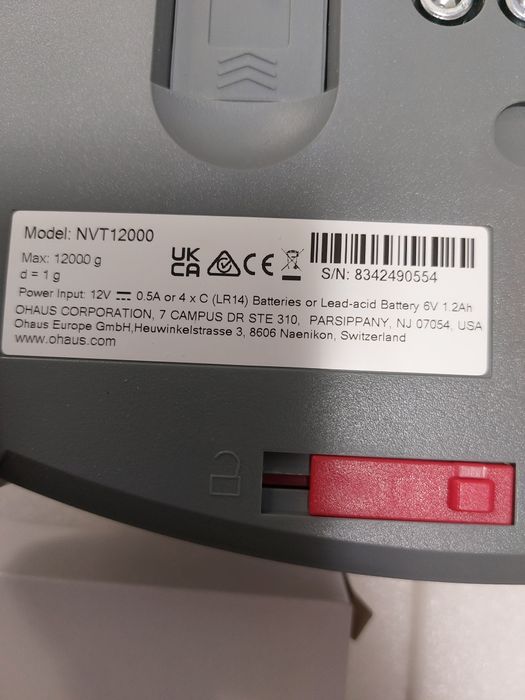 Model: NVT12000
Max: 12000 g
d = 1 g
UK
CA
CE
S/N: 8342490554
Power Input: 12V ⎓ 0.5A or 4 x C (LR14) Batteries or Lead-acid Battery 6V 1.2Ah
OHAUS CORPORATION, 7 CAMPUS DR STE 310, PARSIPPANY, NJ 07054, USA
Ohaus Europe GmbH,Heuwinkelstrasse 3, 8606 Naenikon, Switzerland
www.ohaus.com